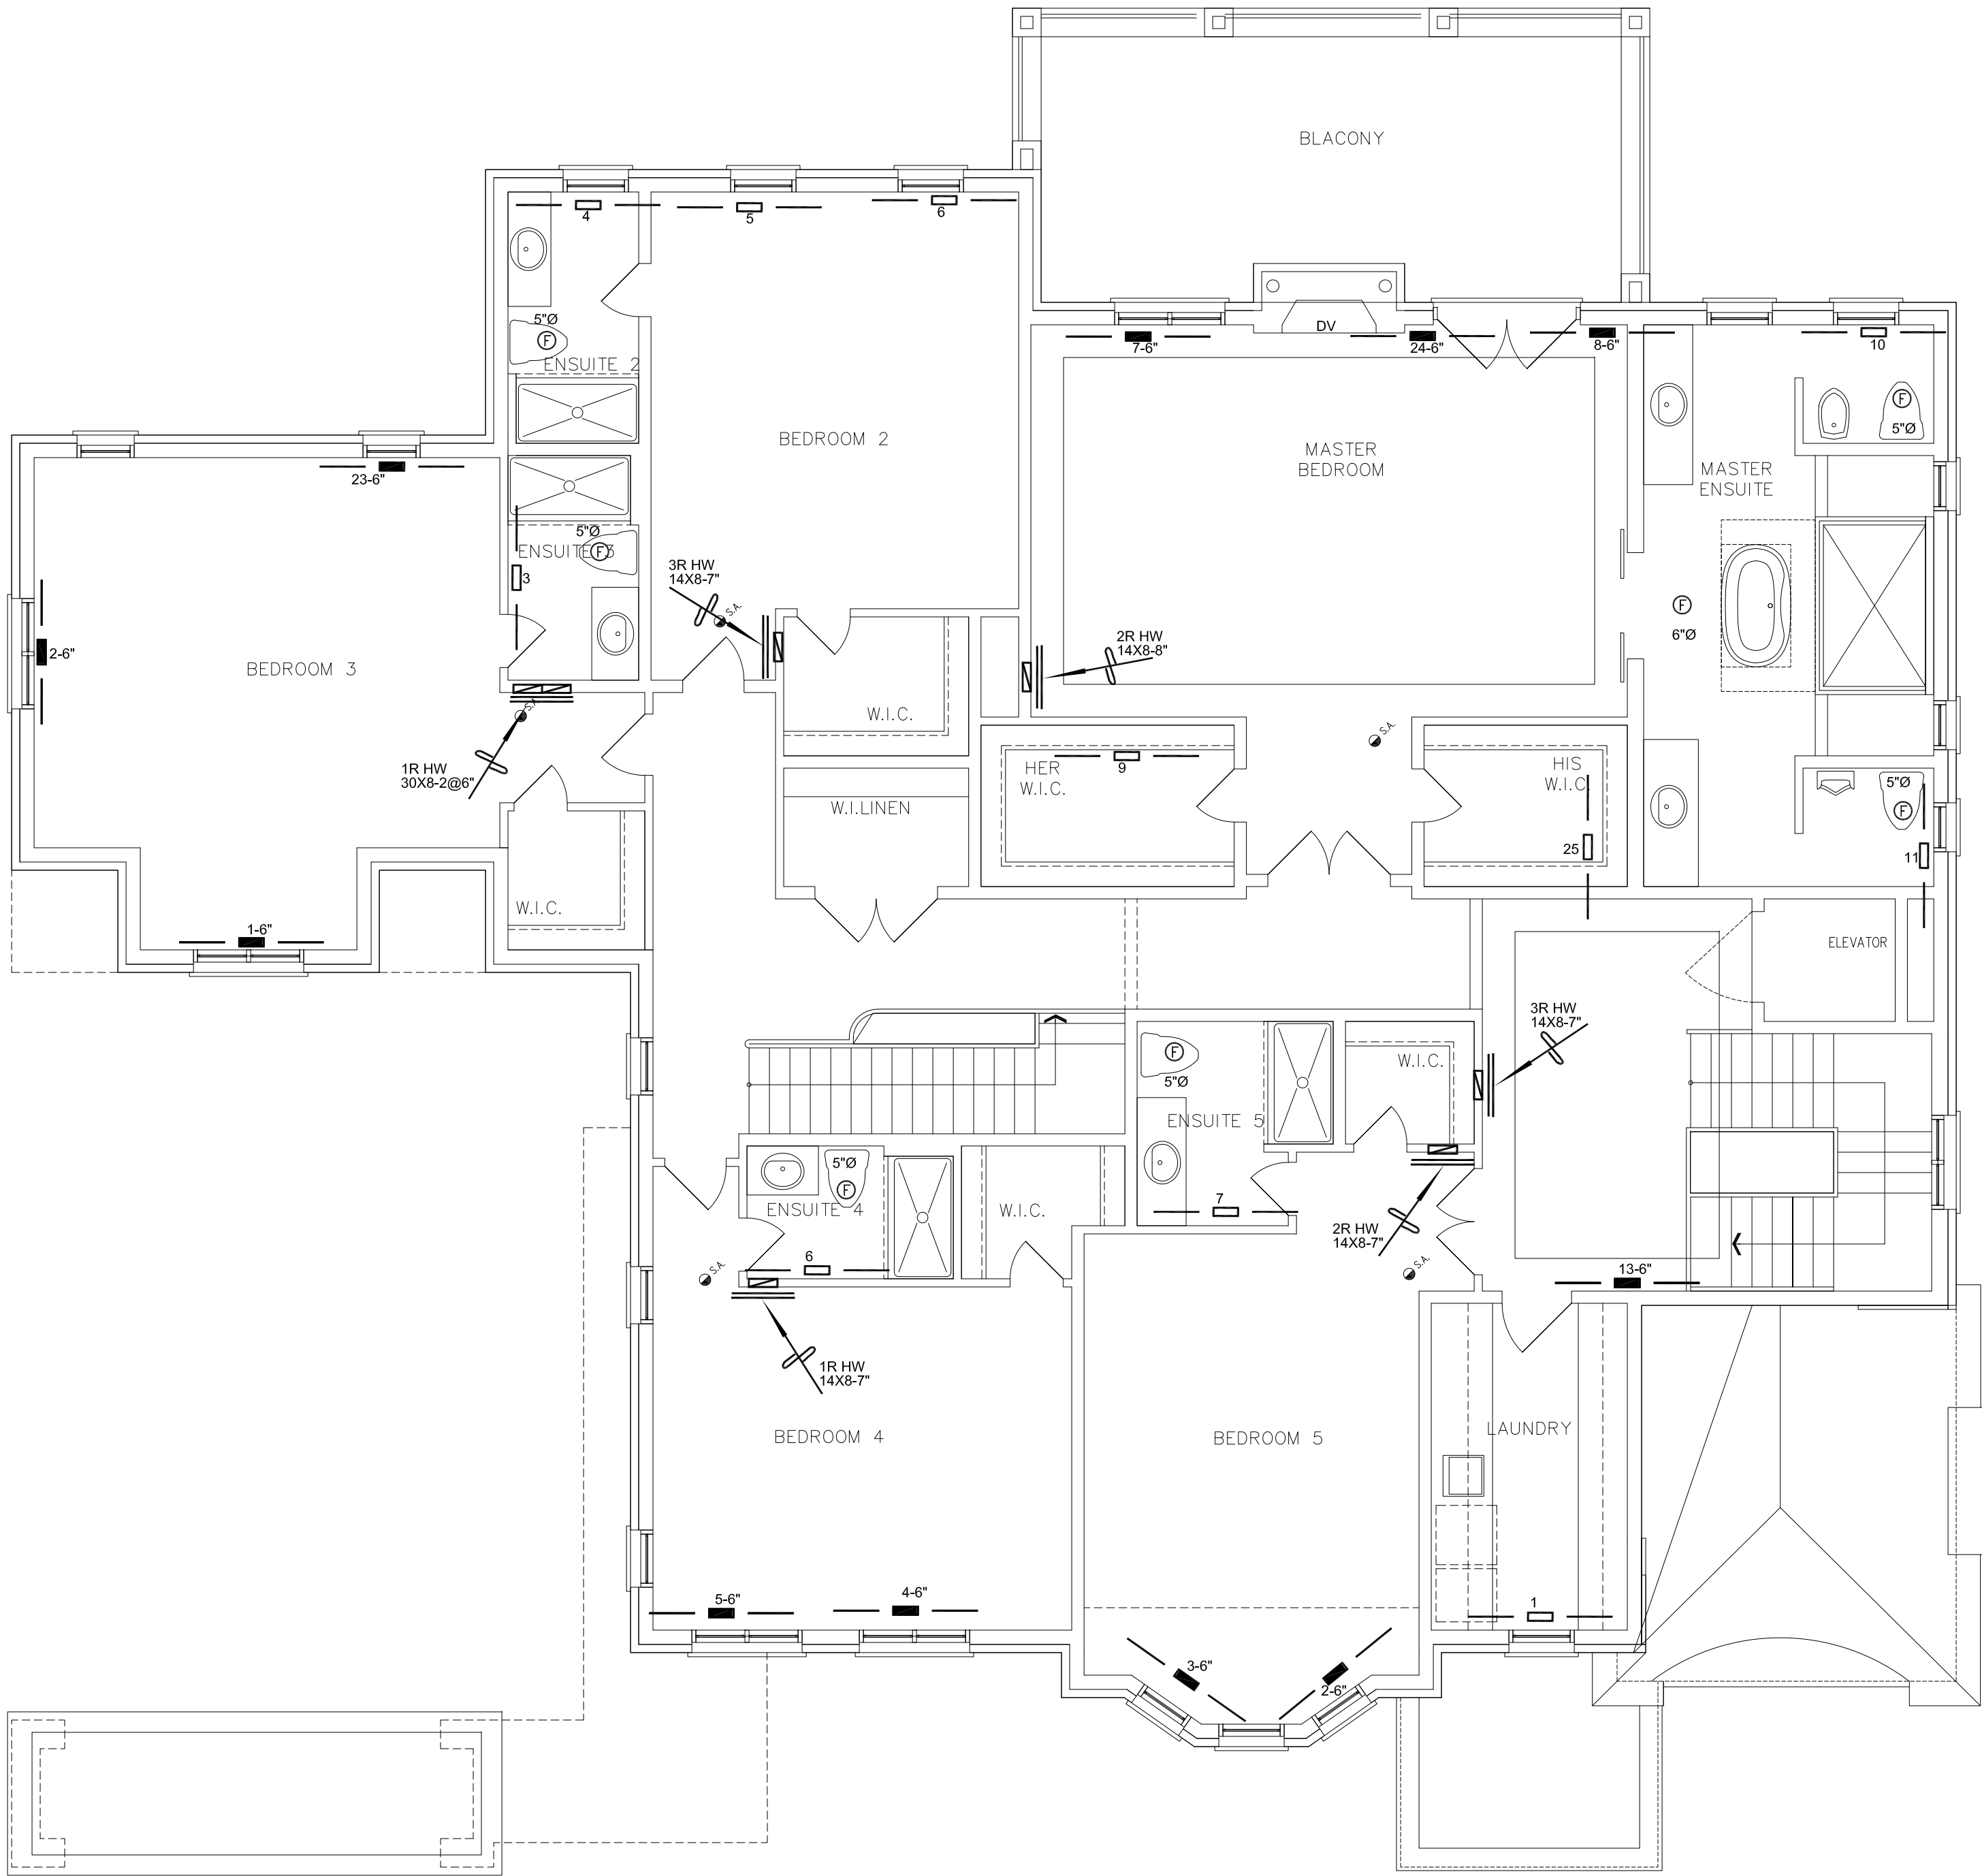 BLACONY
4
5
6
5"Ø
F
ENSUITE 2
DV
7-6"
24-6"
8-6"
10
F
5"Ø
BEDROOM 2
MASTER
BEDROOM
MASTER
ENSUITE
23-6"
5"Ø
ENSUITE 3
F
3
3R HW
14X8-7"
S.A.
2R HW
14X8-8"
F
6"Ø
2-6"
BEDROOM 3
S.A.
1R HW
30X8-2@6"
W.I.C.
S.A.
HER
W.I.C.
9
HIS
W.I.C.
5"Ø
F
W.I.LINEN
25
11
W.I.C.
1-6"
ELEVATOR
3R HW
14X8-7"
F
5"Ø
W.I.C.
ENSUITE 5
5"Ø
F
ENSUITE 4
W.I.C.
7
2R HW
14X8-7"
6
S.A.
S.A.
13-6"
1R HW
14X8-7"
BEDROOM 4
BEDROOM 5
LAUNDRY
5-6"
4-6"
1
3-6"
2-6"